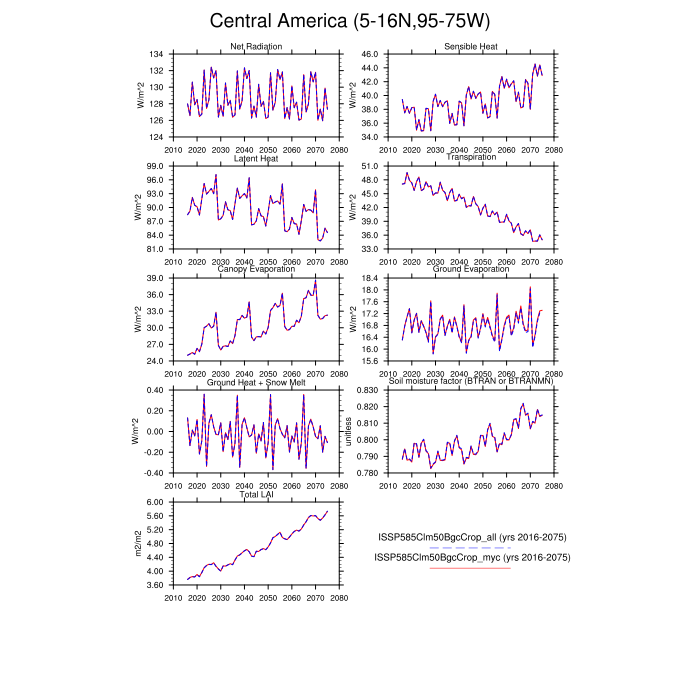 Central America (5-16N,95-75W)
Net Radiation
Sensible Heat
W/m^2
134
132
130
128
126
124
2010 2020 2030 2040 2050 2060 2070 2080
W/m^2
46.0
44.0
42.0
40.0
38.0
36.0
34.0
2010 2020 2030 2040 2050 2060 2070 2080
Latent Heat
Transpiration
W/m^2
99.0
96.0
93.0
90.0
87.0
84.0
81.0
2010 2020 2030 2040 2050 2060 2070 2080
W/m^2
51.0
48.0
45.0
42.0
39.0
36.0
33.0
2010 2020 2030 2040 2050 2060 2070 2080
Canopy Evaporation
Ground Evaporation
W/m^2
39.0
36.0
33.0
30.0
27.0
24.0
2010 2020 2030 2040 2050 2060 2070 2080
W/m^2
18.4
18.0
17.6
17.2
16.8
16.4
16.0
15.6
2010 2020 2030 2040 2050 2060 2070 2080
Ground Heat + Snow Melt
Soil moisture factor (BTRAN or BTRANMN)
W/m^2
0.40
0.20
0.00
-0.20
-0.40
2010 2020 2030 2040 2050 2060 2070 2080
unitless
0.830
0.820
0.810
0.800
0.790
0.780
2010 2020 2030 2040 2050 2060 2070 2080
Total LAI
m2/m2
6.00
5.60
5.20
4.80
4.40
4.00
3.60
2010 2020 2030 2040 2050 2060 2070 2080
ISSP585Clm50BgcCrop_all (yrs 2016-2075)
ISSP585Clm50BgcCrop_myc (yrs 2016-2075)